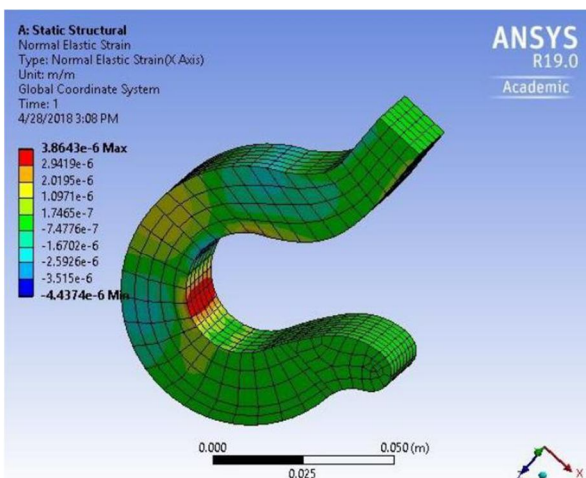 A: Static Structural
Normal Elastic Strain
Type: Normal Elastic Strain(X Axis)
Unit: m/m
Global Coordinate System
Time: 1
4/28/2018 3:08 PM
3.8643e-6 Max
2.9419e-6
2.0195e-6
1.0971e-6
1.7465e-7
-7.4776e-7
-1.6702e-6
-2.5926e-6
-3.515e-6
-4.4374e-6 Min
ANSYS
R19.0
Academic
0.000
0.050 (m)
0.025
X